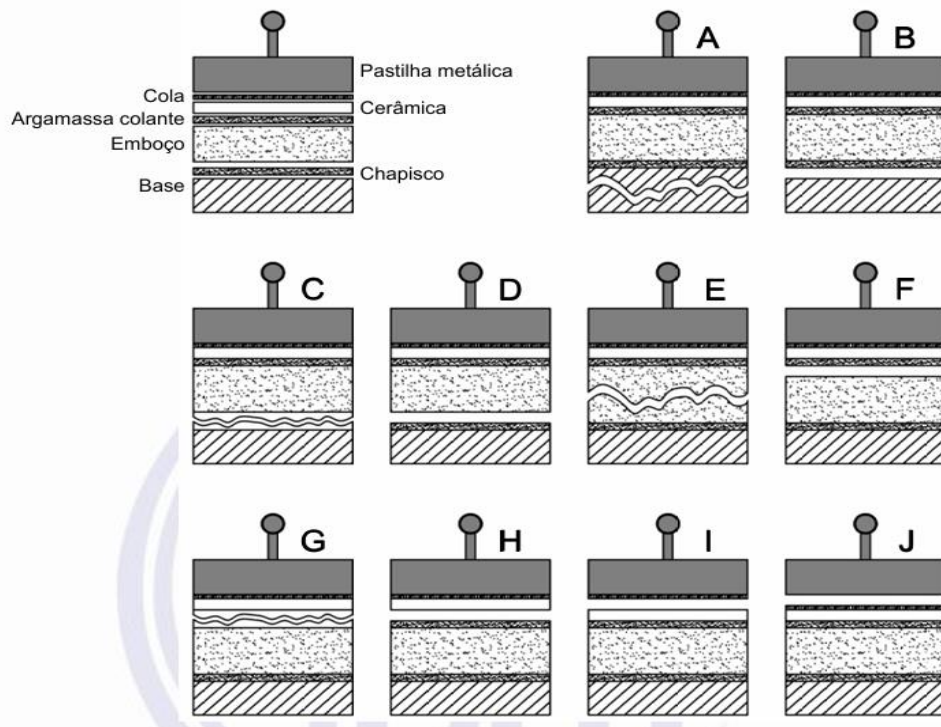 A
B
Pastilha metálica
Cola
Cerâmica
Argamassa colante
Emboço
Chapisco
Base
C
D
E
F
G
H
I
J